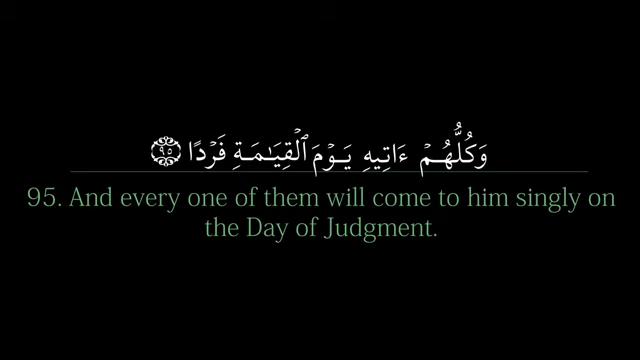 وَكُلُّهُمْ ءَاتِيهِ يَوْمَ ٱلْقِيَـٰمَةِ فَرْدًا ۝٩٥
95. And every one of them will come to him singly on
the Day of Judgment.